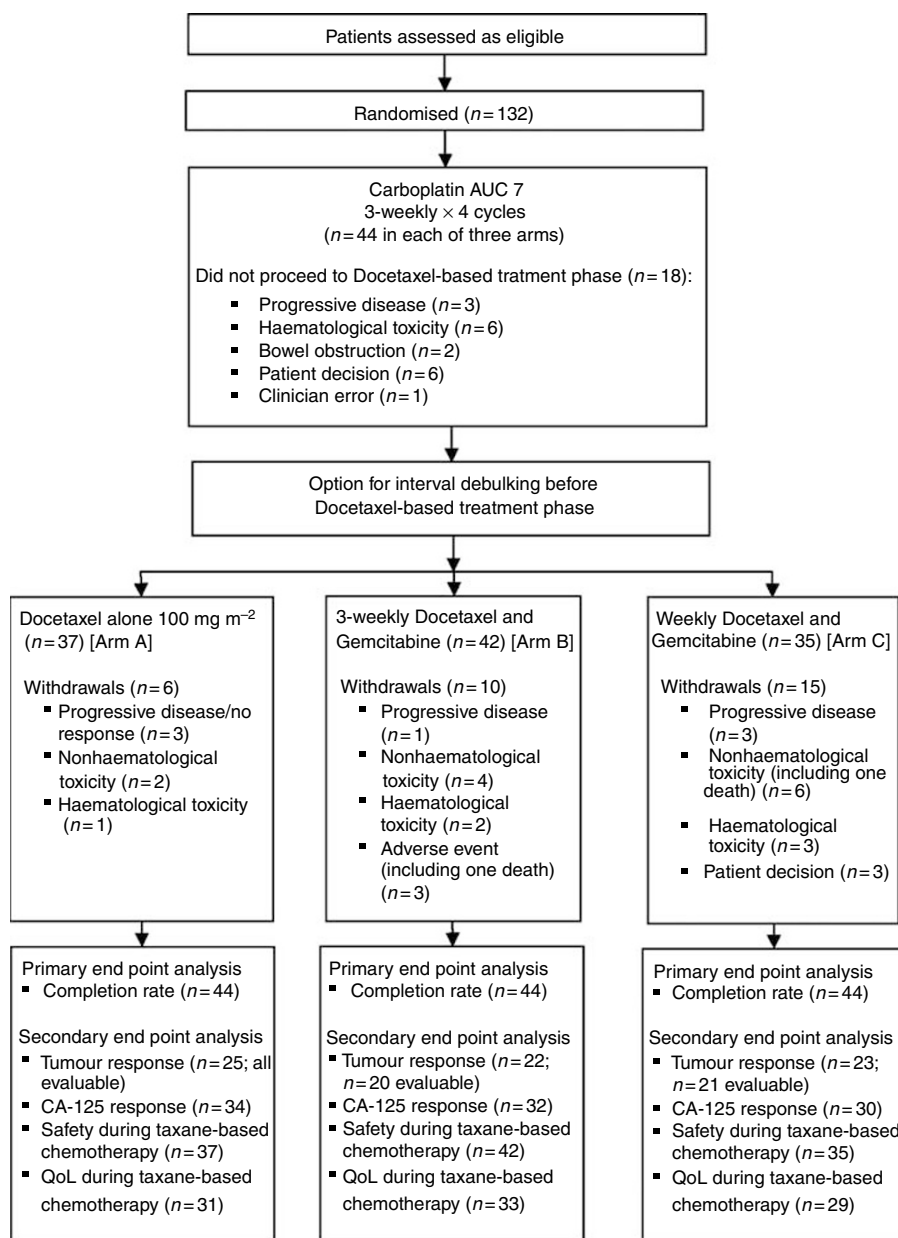 Patients assessed as eligible
Randomised (n=132)
Carboplatin AUC 7
3-weekly × 4 cycles
(n=44 in each of three arms)
Did not proceed to Docetaxel-based tratment phase (n=18):
▪ Progressive disease (n=3)
▪ Haematological toxicity (n=6)
▪ Bowel obstruction (n=2)
▪ Patient decision (n=6)
▪ Clinician error (n=1)
Option for interval debulking before
Docetaxel-based treatment phase
Docetaxel alone 100 mg m⁻²
(n=37) [Arm A]
Withdrawals (n=6)
▪ Progressive disease/no
response (n=3)
▪ Nonhaematological
toxicity (n=2)
▪ Haematological toxicity
(n=1)
3-weekly Docetaxel and
Gemcitabine (n=42) [Arm B]
Withdrawals (n=10)
▪ Progressive disease
(n=1)
▪ Nonhaematological
toxicity (n=4)
▪ Haematological
toxicity (n=2)
▪ Adverse event
(including one death)
(n=3)
Weekly Docetaxel and
Gemcitabine (n=35) [Arm C]
Withdrawals (n=15)
▪ Progressive disease
(n=3)
▪ Nonhaematological
toxicity (including one
death) (n=6)
▪ Haematological
toxicity (n=3)
▪ Patient decision (n=3)
Primary end point analysis
▪ Completion rate (n=44)
Secondary end point analysis
▪ Tumour response (n=25; all
evaluable)
▪ CA-125 response (n=34)
▪ Safety during taxane-based
chemotherapy (n=37)
▪ QoL during taxane-based
chemotherapy (n=31)
Primary end point analysis
▪ Completion rate (n=44)
Secondary end point analysis
▪ Tumour response (n=22;
n=20 evaluable)
▪ CA-125 response (n=32)
▪ Safety during taxane-based
chemotherapy (n=42)
▪ QoL during taxane-based
chemotherapy (n=33)
Primary end point analysis
▪ Completion rate (n=44)
Secondary end point analysis
▪ Tumour response (n=23;
n=21 evaluable)
▪ CA-125 response (n=30)
▪ Safety during taxane-based
chemotherapy (n=35)
▪ QoL during taxane-based
chemotherapy (n=29)